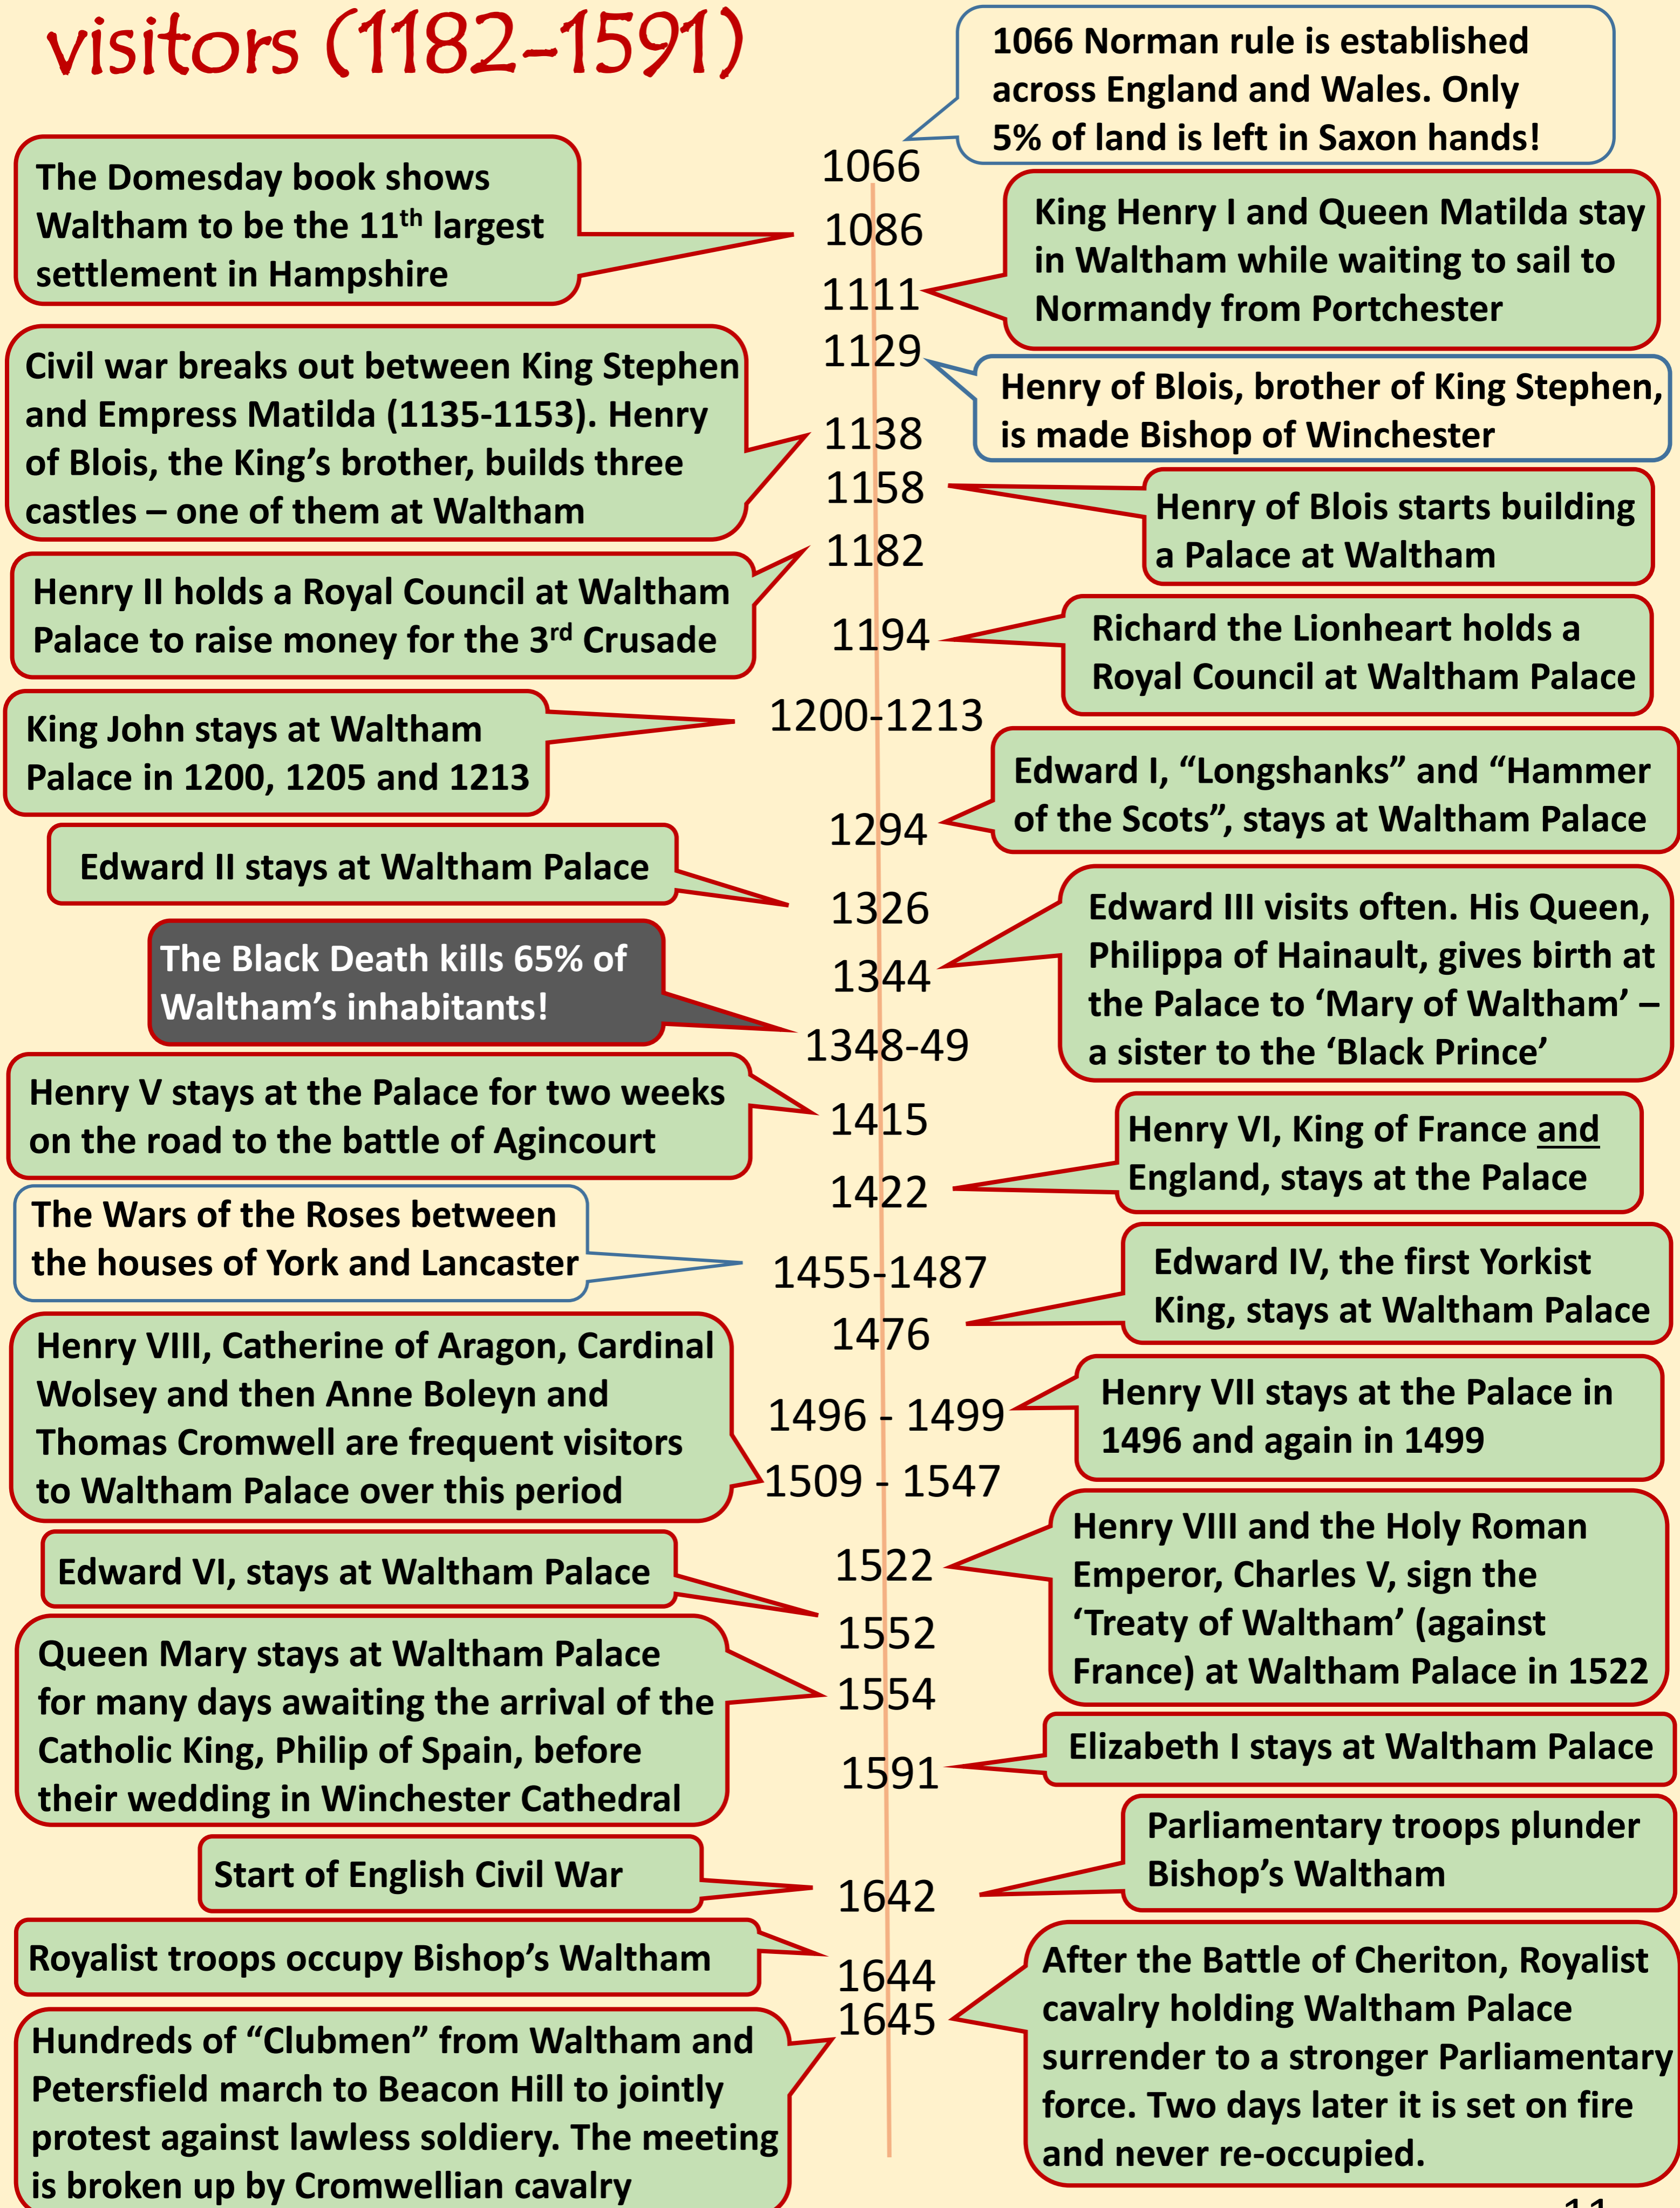 visitors (1182-1591)
1066 Norman rule is established
across England and Wales. Only
5% of land is left in Saxon hands!
1066
The Domesday book shows
Waltham to be the 11th largest
settlement in Hampshire
1086
King Henry I and Queen Matilda stay
in Waltham while waiting to sail to
Normandy from Portchester
1111
1129
Henry of Blois, brother of King Stephen,
is made Bishop of Winchester
Civil war breaks out between King Stephen
and Empress Matilda (1135-1153). Henry
of Blois, the King’s brother, builds three
castles – one of them at Waltham
1138
1158
Henry of Blois starts building
a Palace at Waltham
1182
Henry II holds a Royal Council at Waltham
Palace to raise money for the 3rd Crusade
1194
Richard the Lionheart holds a
Royal Council at Waltham Palace
King John stays at Waltham
Palace in 1200, 1205 and 1213
1200-1213
Edward I, “Longshanks” and “Hammer
of the Scots”, stays at Waltham Palace
1294
Edward II stays at Waltham Palace
1326
Edward III visits often. His Queen,
Philippa of Hainault, gives birth at
the Palace to ‘Mary of Waltham’ –
a sister to the ‘Black Prince’
1344
The Black Death kills 65% of
Waltham’s inhabitants!
1348-49
Henry V stays at the Palace for two weeks
on the road to the battle of Agincourt
1415
Henry VI, King of France and
England, stays at the Palace
1422
The Wars of the Roses between
the houses of York and Lancaster
1455-1487
Edward IV, the first Yorkist
King, stays at Waltham Palace
1476
Henry VII stays at the Palace in
1496 and again in 1499
1496 - 1499
Henry VIII, Catherine of Aragon, Cardinal
Wolsey and then Anne Boleyn and
Thomas Cromwell are frequent visitors
to Waltham Palace over this period
1509 - 1547
1522
Henry VIII and the Holy Roman
Emperor, Charles V, sign the
‘Treaty of Waltham’ (against
France) at Waltham Palace in 1522
Edward VI, stays at Waltham Palace
1552
Queen Mary stays at Waltham Palace
for many days awaiting the arrival of the
Catholic King, Philip of Spain, before
their wedding in Winchester Cathedral
1554
Elizabeth I stays at Waltham Palace
1591
Start of English Civil War
1642
Parliamentary troops plunder
Bishop’s Waltham
Royalist troops occupy Bishop’s Waltham
1644
1645
After the Battle of Cheriton, Royalist
cavalry holding Waltham Palace
surrender to a stronger Parliamentary
force. Two days later it is set on fire
and never re-occupied.
Hundreds of “Clubmen” from Waltham and
Petersfield march to Beacon Hill to jointly
protest against lawless soldiery. The meeting
is broken up by Cromwellian cavalry